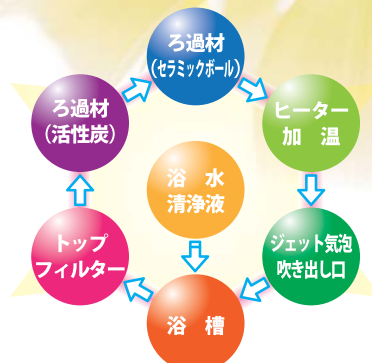 ろ過材
(セラミックボール)
ろ過材
(活性炭)
ヒーター
加　温
浴　水
清浄液
トップ
フィルター
ジェット気泡
吹き出し口
浴　槽